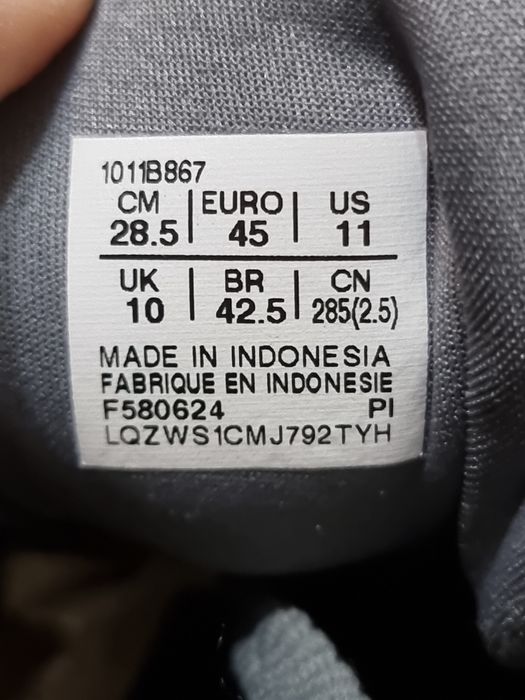 1011B867
CM | EURO | US
28.5 | 45 | 11
UK | BR | CN
10 | 42.5 | 285(2.5)
MADE IN INDONESIA
FABRIQUE EN INDONESIE
F580624 PI
LQZWS1CMJ792TYH